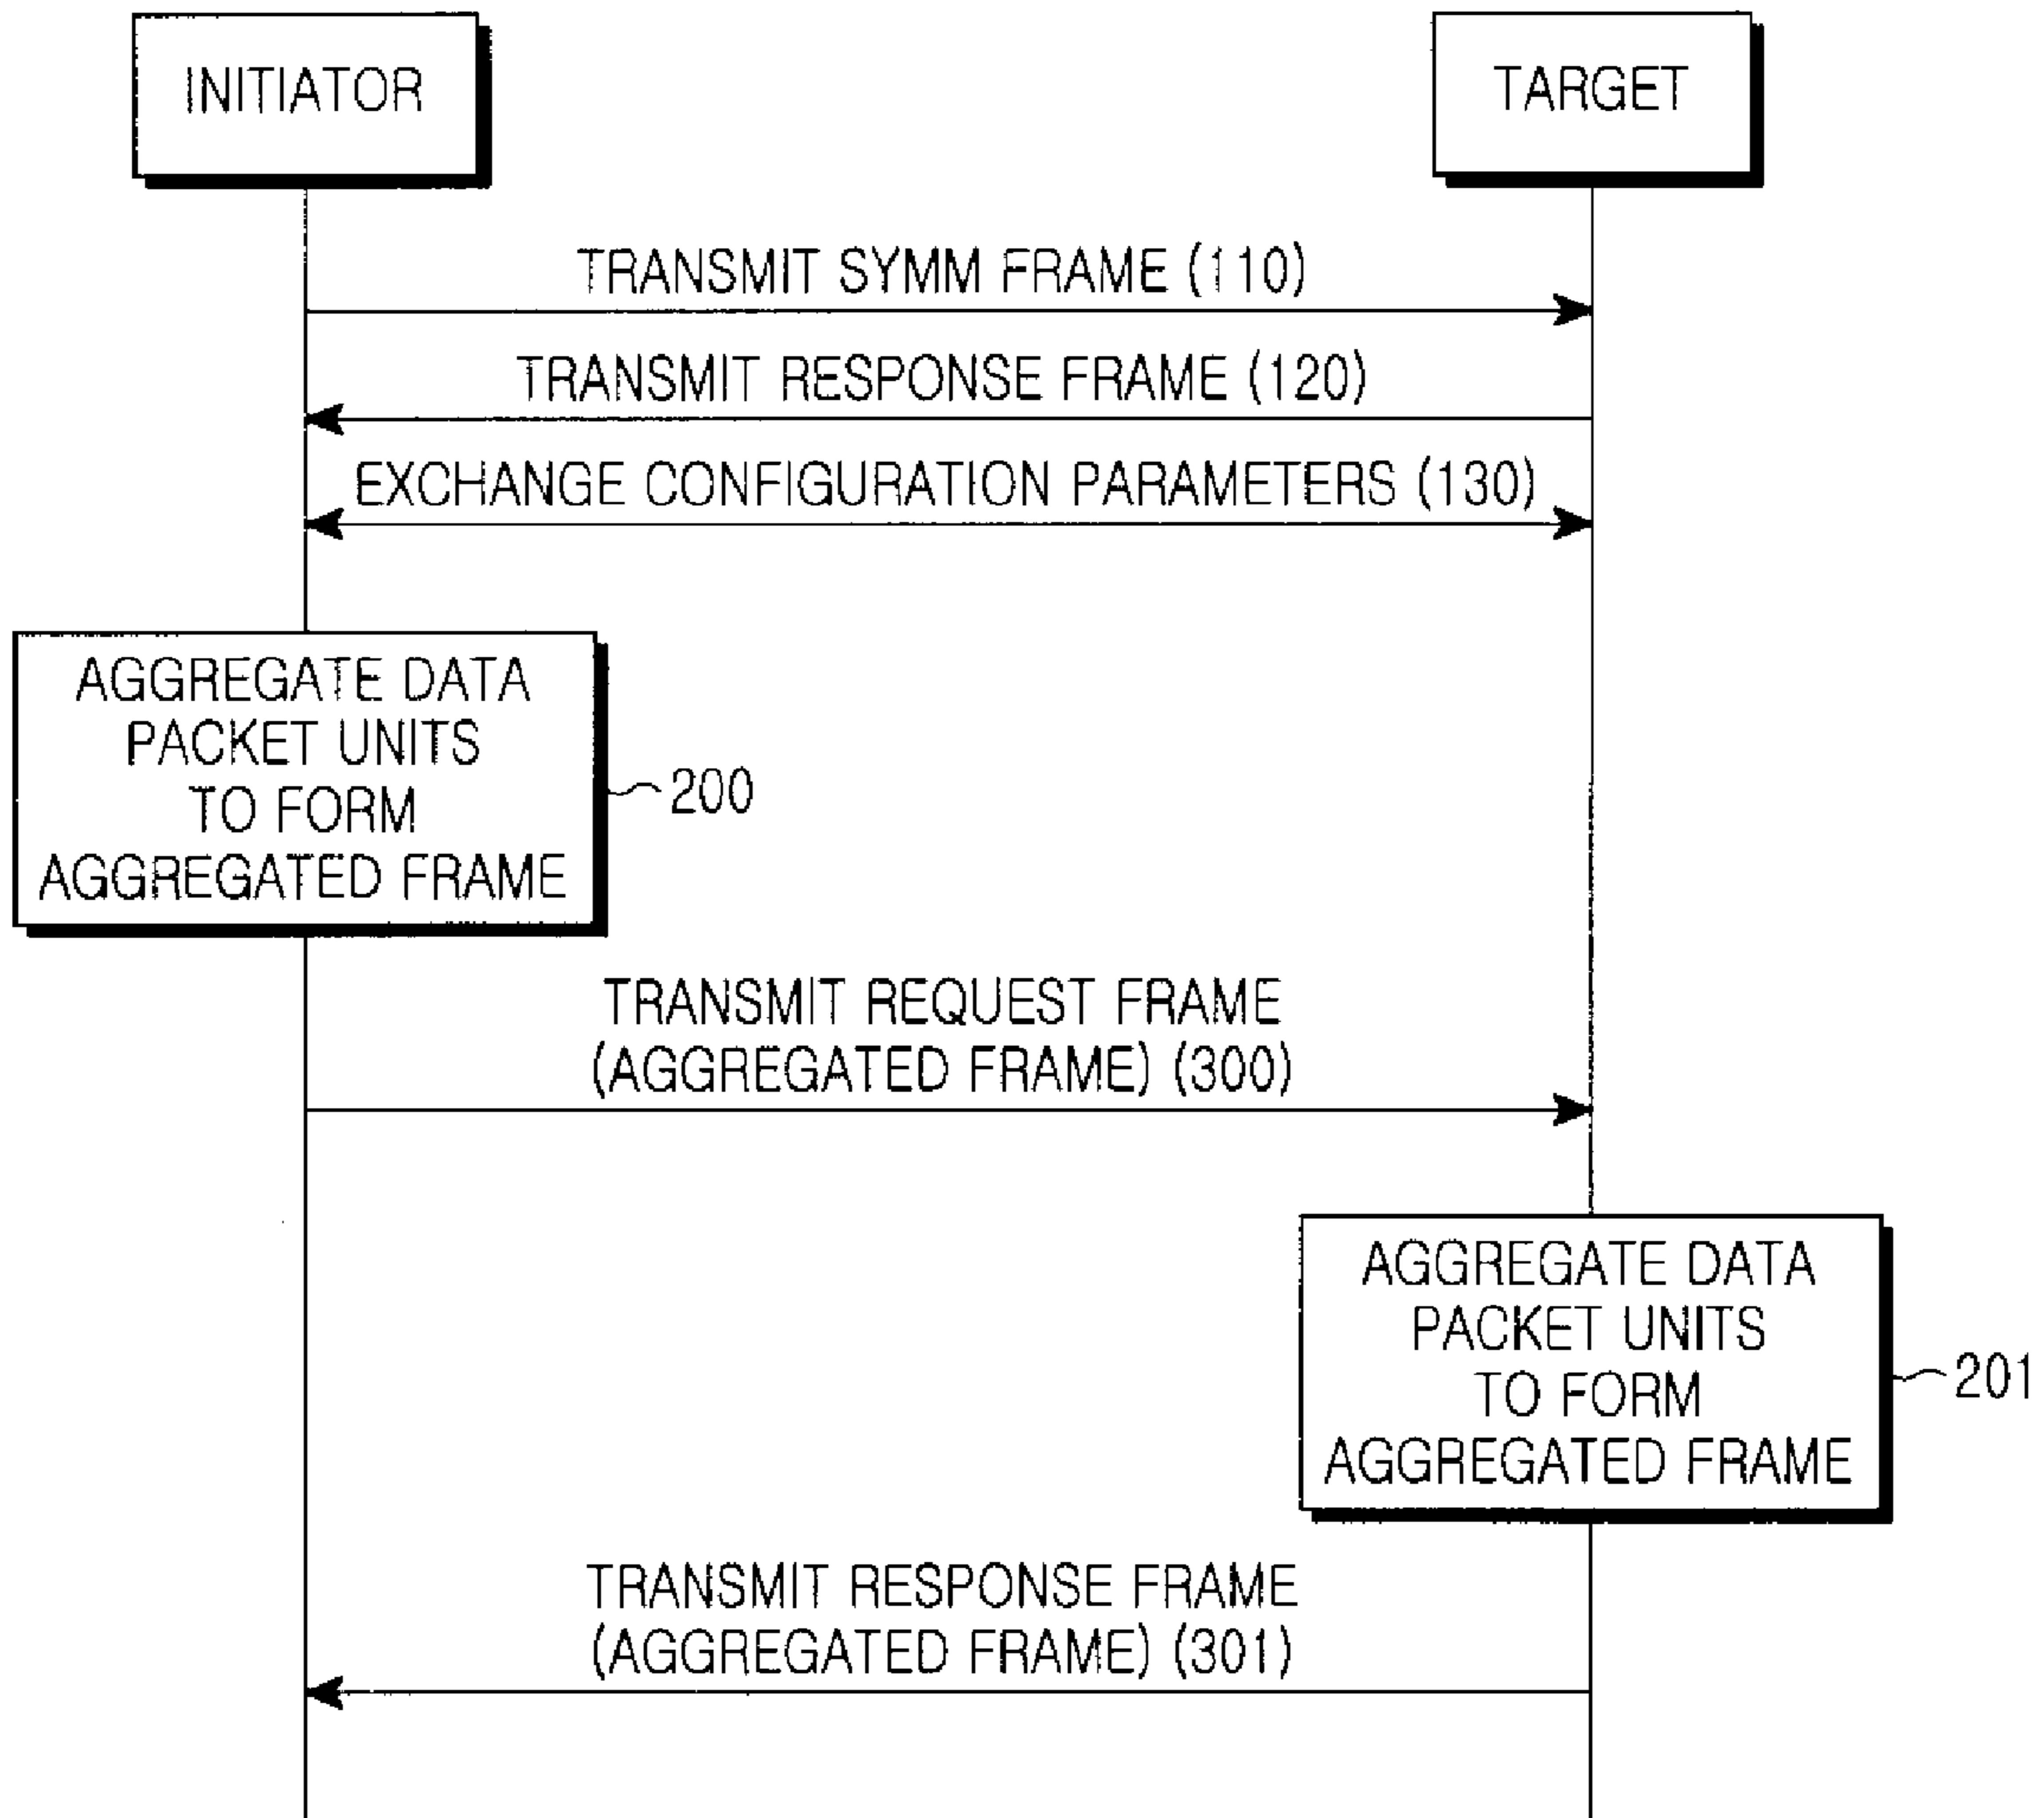 INITIATOR
TARGET
TRANSMIT SYMM FRAME (110)
TRANSMIT RESPONSE FRAME (120)
EXCHANGE CONFIGURATION PARAMETERS (130)
AGGREGATE DATA
PACKET UNITS
TO FORM
AGGREGATED FRAME
200
TRANSMIT REQUEST FRAME
(AGGREGATED FRAME) (300)
AGGREGATE DATA
PACKET UNITS
TO FORM
AGGREGATED FRAME
201
TRANSMIT RESPONSE FRAME
(AGGREGATED FRAME) (301)